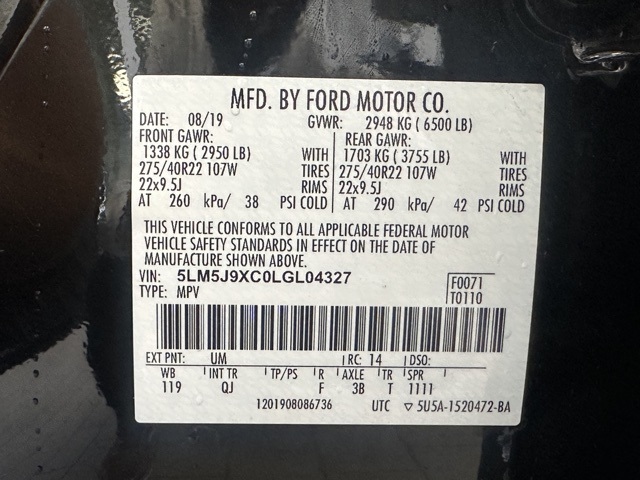 MFD. BY FORD MOTOR CO.
DATE: 08/19 GVWR: 2948 KG ( 6500 LB)
FRONT GAWR: REAR GAWR:
1338 KG ( 2950 LB) WITH 1703 KG ( 3755 LB) WITH
275/40R22 107W TIRES 275/40R22 107W TIRES
22x9.5J RIMS 22x9.5J RIMS
AT 260 kPa/ 38 PSI COLD AT 290 kPa/ 42 PSI COLD
THIS VEHICLE CONFORMS TO ALL APPLICABLE FEDERAL MOTOR
VEHICLE SAFETY STANDARDS IN EFFECT ON THE DATE OF
MANUFACTURE SHOWN ABOVE.
VIN: 5LM5J9XC0LGL04327 F0071
TYPE: MPV T0110
EXT PNT: UM RC: 14 DSO:
WB INT TR TP/PS R AXLE TR SPR
119 QJ F 3B T 1111
1201908086736 UTC ▽ 5U5A-1520472-BA